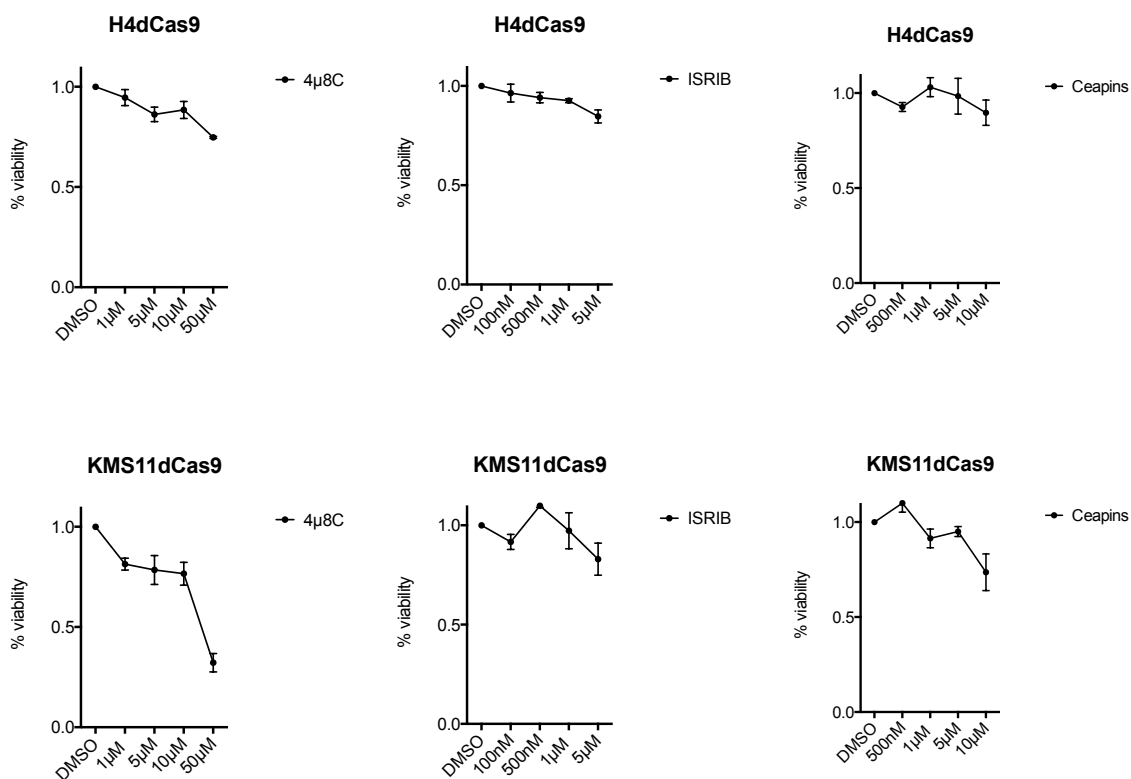 H4dCas9
% viability
1.0
0.5
0.0
DMSO
1µM
5µM
10µM
50µM
4µ8C
H4dCas9
% viability
1.0
0.5
0.0
DMSO
100nM
500nM
1µM
5µM
ISRIB
H4dCas9
% viability
1.0
0.5
0.0
DMSO
500nM
1µM
5µM
10µM
Ceapins
KMS11dCas9
% viability
1.0
0.5
0.0
DMSO
1µM
5µM
10µM
50µM
4µ8C
KMS11dCas9
% viability
1.0
0.5
0.0
DMSO
100nM
500nM
1µM
5µM
ISRIB
KMS11dCas9
% viability
1.0
0.5
0.0
DMSO
500nM
1µM
5µM
10µM
Ceapins